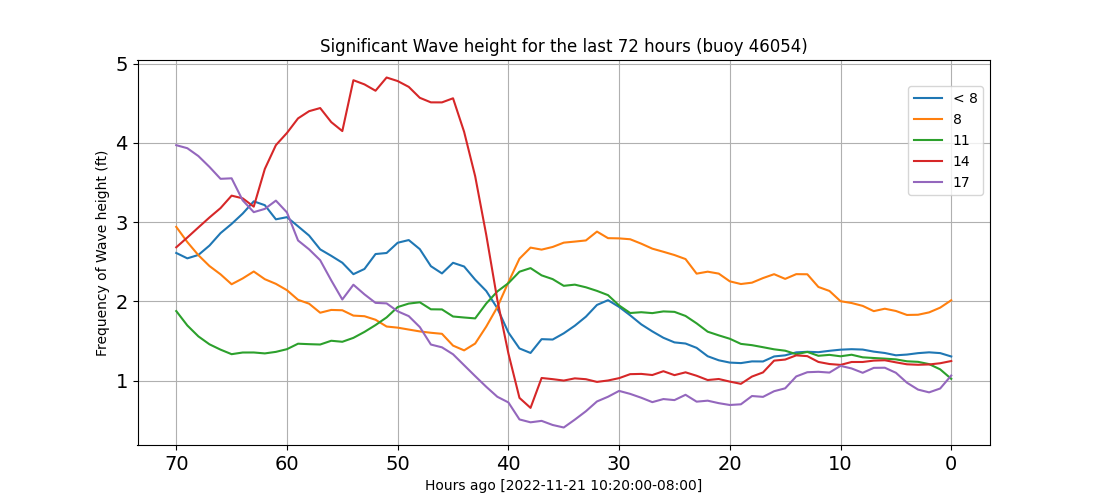 Significant Wave height for the last 72 hours (buoy 46054)
Frequency of Wave height (ft)
5
4
3
2
1
< 8
8
11
14
17
70 60 50 40 30 20 10 0
Hours ago [2022-11-21 10:20:00-08:00]